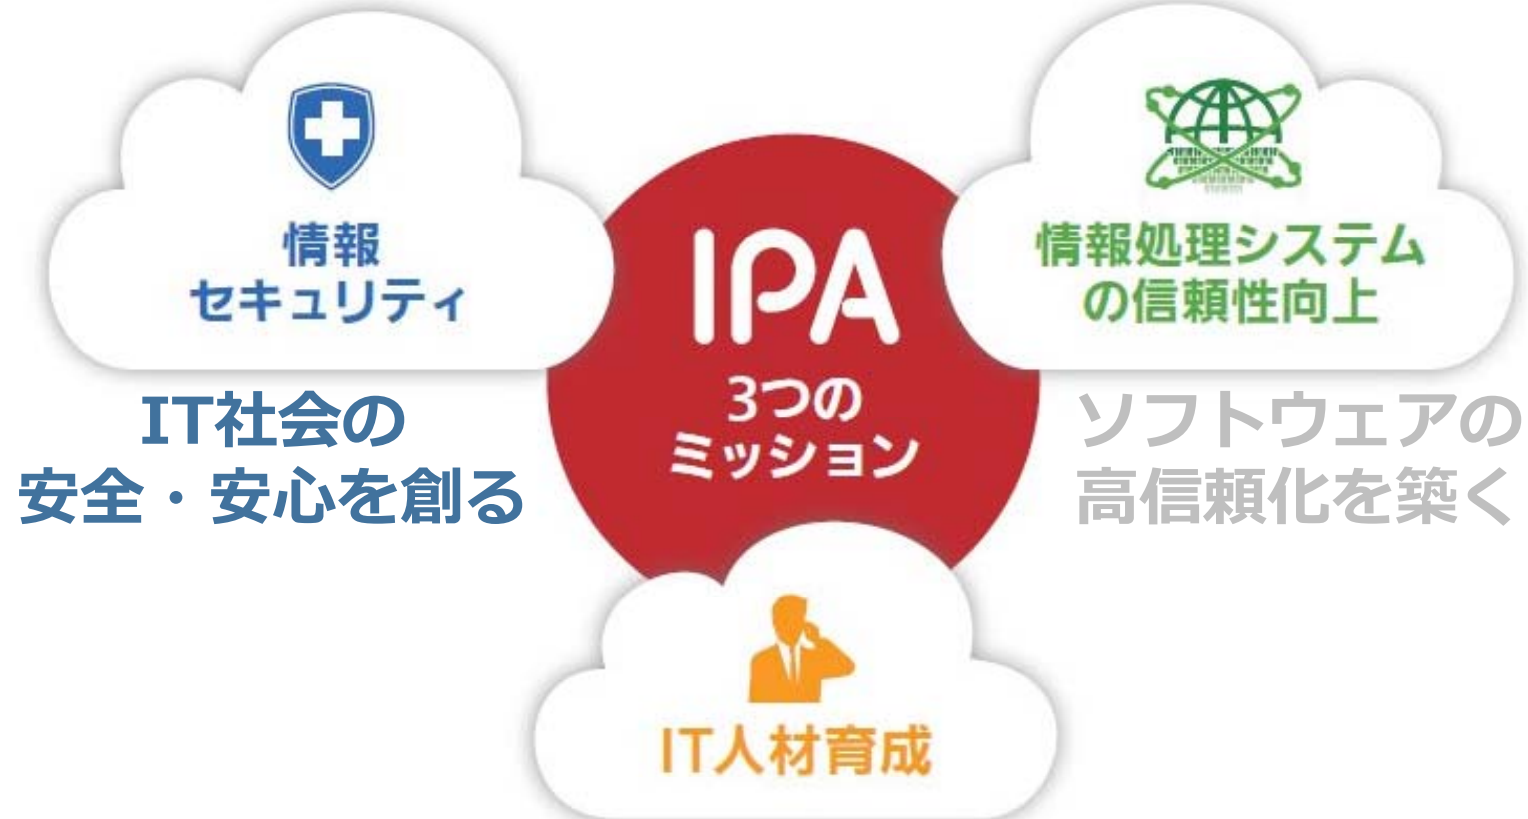 情報
セキュリティ
IT社会の
安全・安心を創る
IPA
3つの
ミッション
情報処理システム
の信頼性向上
ソフトウェアの
高信頼化を築く
IT人材育成